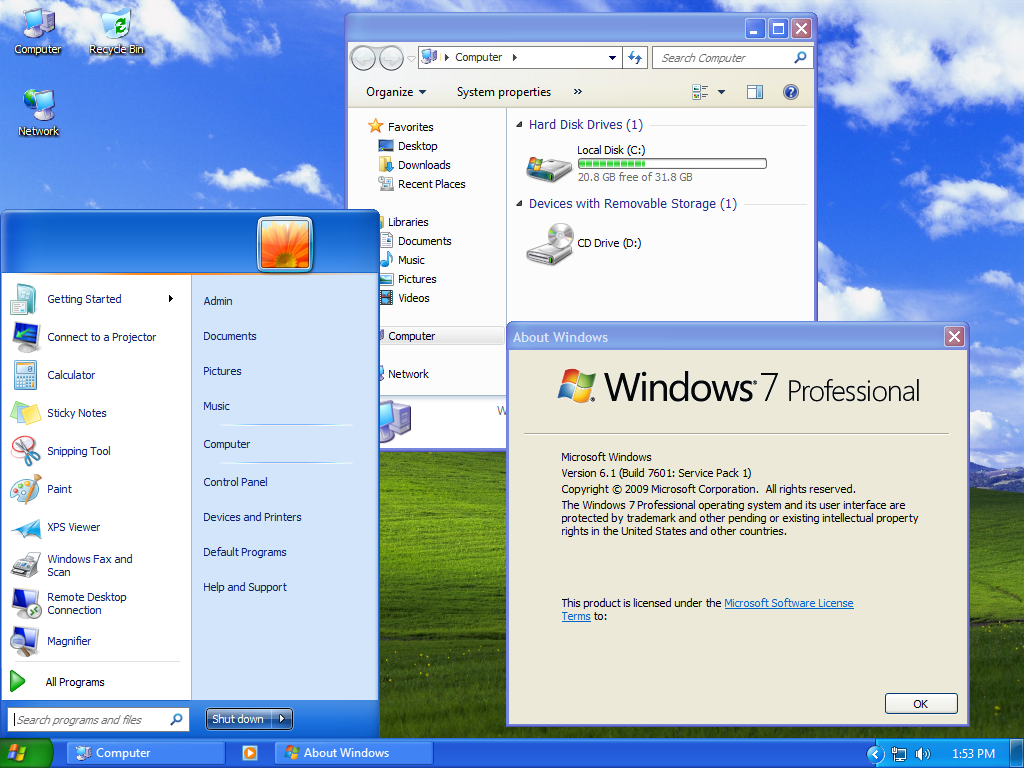 Computer
Recycle Bin
Network
Computer
Search Computer
Organize
System properties
»
Favorites
Desktop
Downloads
Recent Places
Libraries
Documents
Music
Pictures
Videos
Computer
Network
Hard Disk Drives (1)
Local Disk (C:)
20.8 GB free of 31.8 GB
Devices with Removable Storage (1)
CD Drive (D:)
W
Getting Started
Connect to a Projector
Calculator
Sticky Notes
Snipping Tool
Paint
XPS Viewer
Windows Fax and
Scan
Remote Desktop
Connection
Magnifier
All Programs
Search programs and files
Admin
Documents
Pictures
Music
Computer
Control Panel
Devices and Printers
Default Programs
Help and Support
Shut down
About Windows
Windows 7 Professional
Microsoft Windows
Version 6.1 (Build 7601: Service Pack 1)
Copyright © 2009 Microsoft Corporation. All rights reserved.
The Windows 7 Professional operating system and its user interface are
protected by trademark and other pending or existing intellectual property
rights in the United States and other countries.
This product is licensed under the Microsoft Software License
Terms to:
OK
Computer
About Windows
1:53 PM